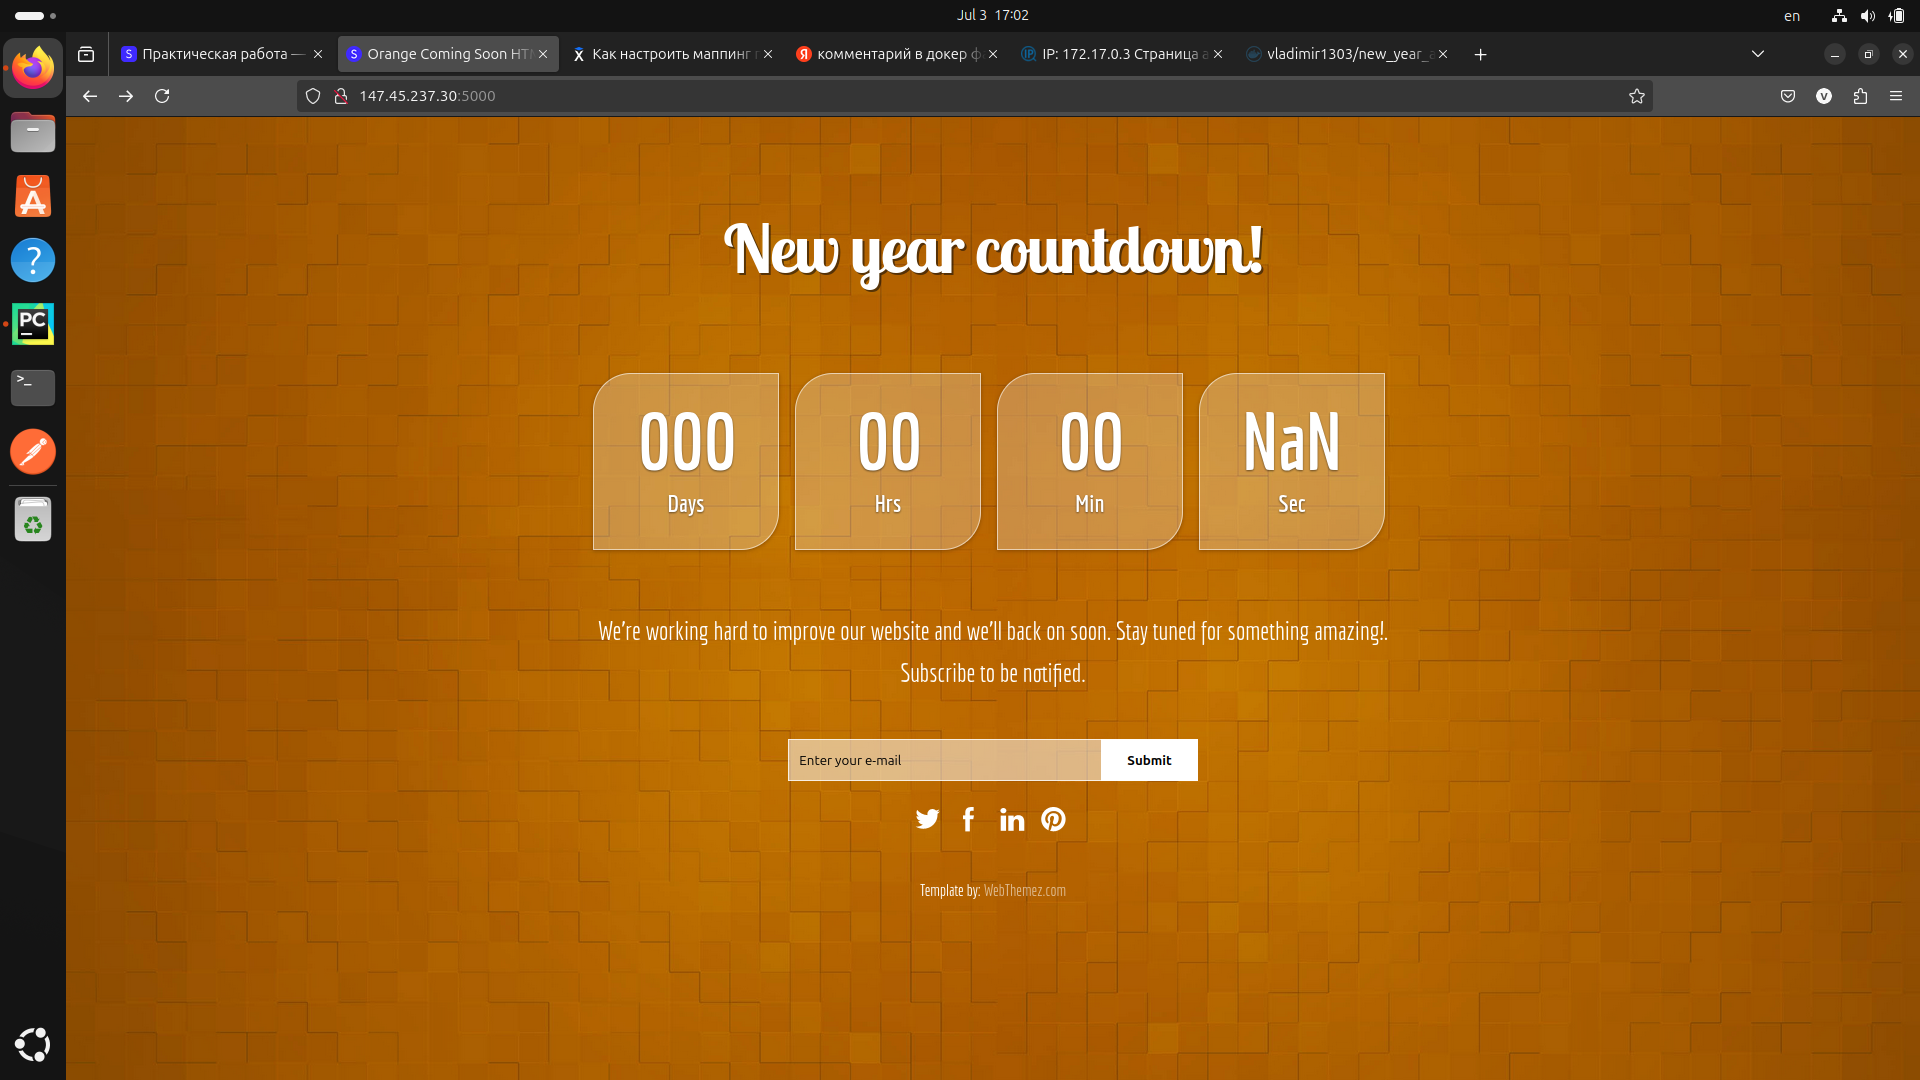 Jul 3 17:02
en
Практическая работа —
Orange Coming Soon HT
Как настроить маппинг
комментарий в докер ф
IP: 172.17.0.3 Страница а
vladimir1303/new_year_a
147.45.237.30:5000
V
New year countdown!
000
00
00
NaN
Days
Hrs
Min
Sec
We're working hard to improve our website and we'll back on soon. Stay tuned for something amazing!.
Subscribe to be notified.
Enter your e-mail
Submit
Template by: WebThemez.com
PC